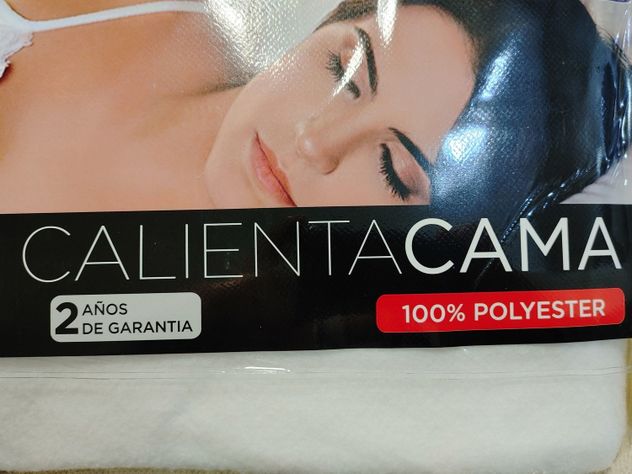 CALIENTACAMA
2 AÑOS
DE GARANTIA
100% POLYESTER